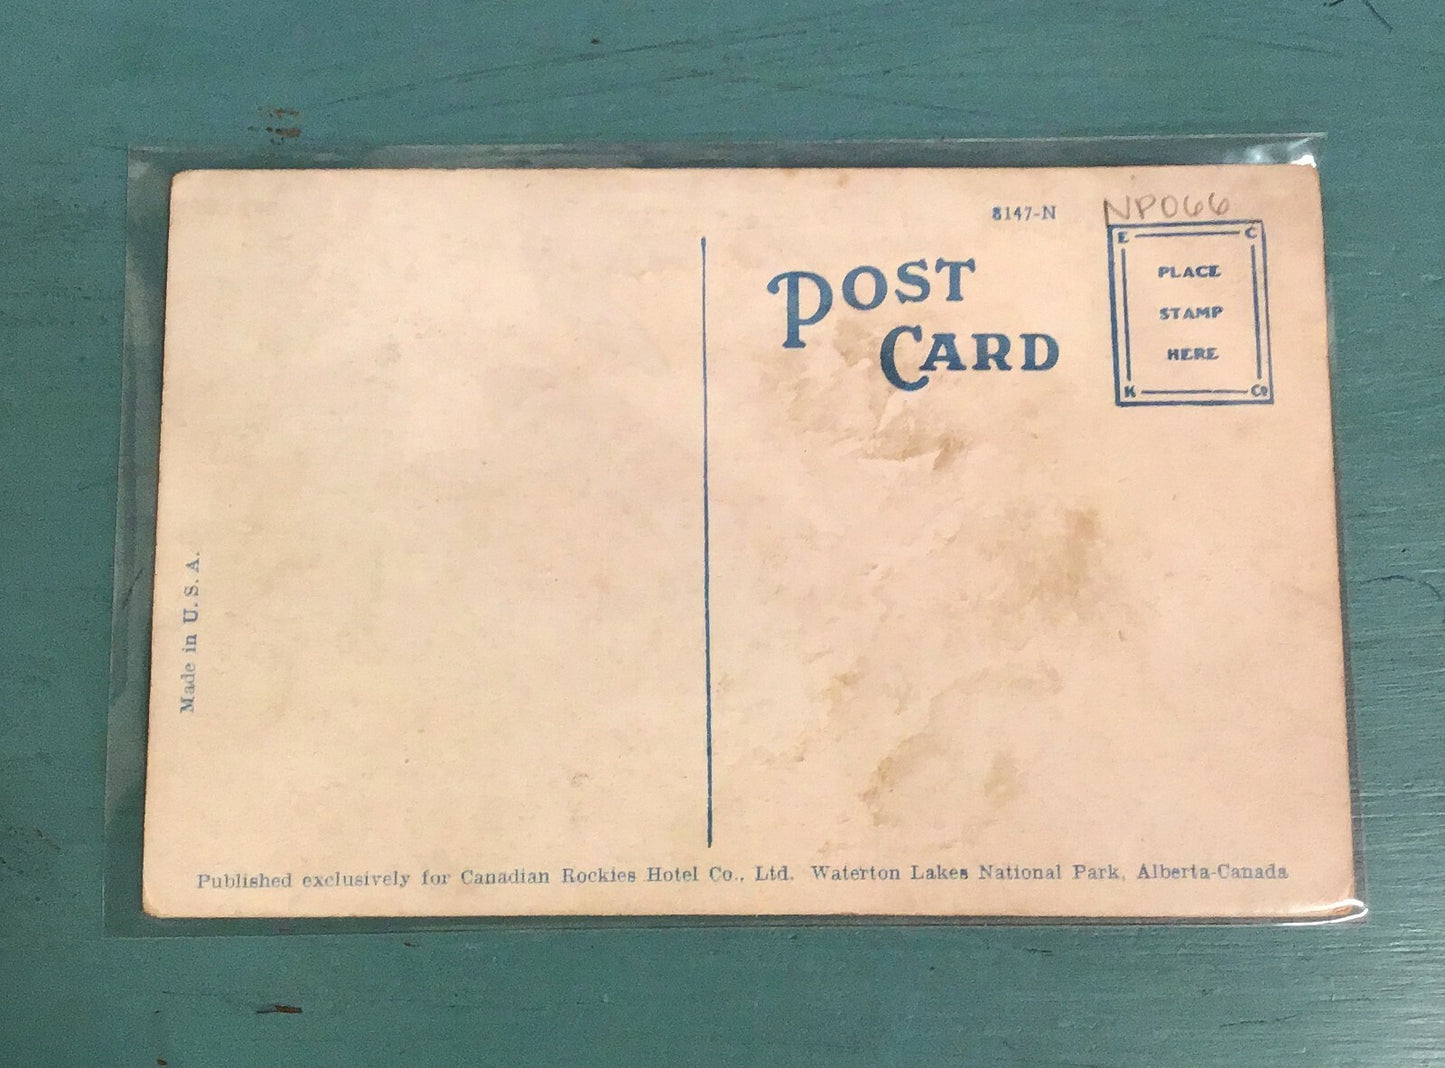 8147-N
NP066
E C
PLACE
STAMP
HERE
K Co
POST
CARD
Made in U. S. A.
Published exclusively for Canadian Rockies Hotel Co., Ltd. Waterton Lakes National Park, Alberta-Canada